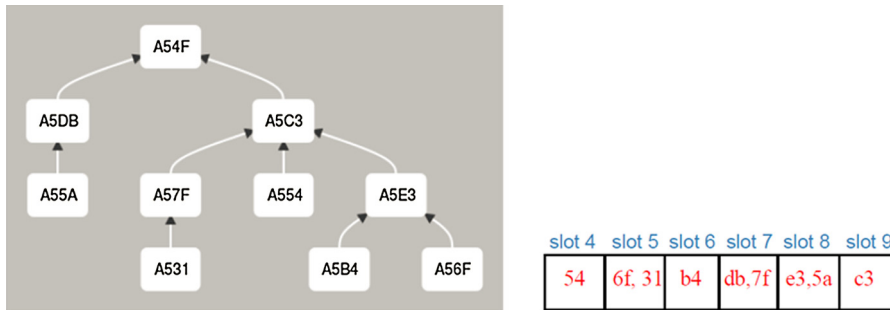 A54F
A5DB A5C3
A55A A57F A554 A5E3
A531 A5B4 A56F
slot 4 slot 5 slot 6 slot 7 slot 8 slot 9
54 6f, 31 b4 db,7f e3,5a c3